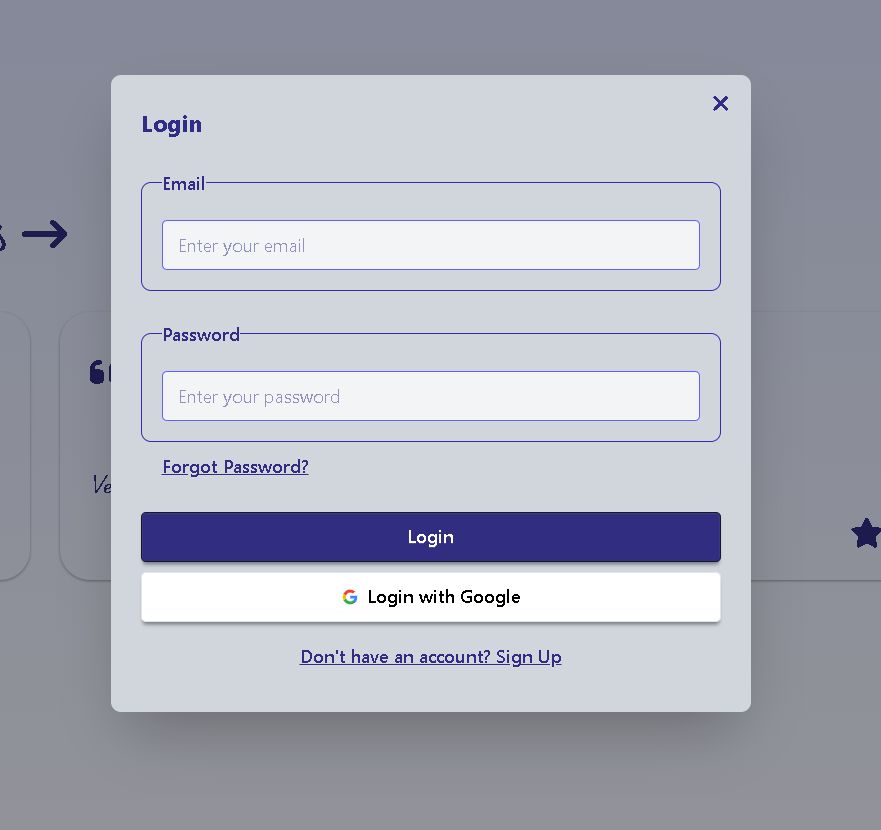 Login
Email
Enter your email
Password
Enter your password
Forgot Password?
Login
Login with Google
Don't have an account? Sign Up